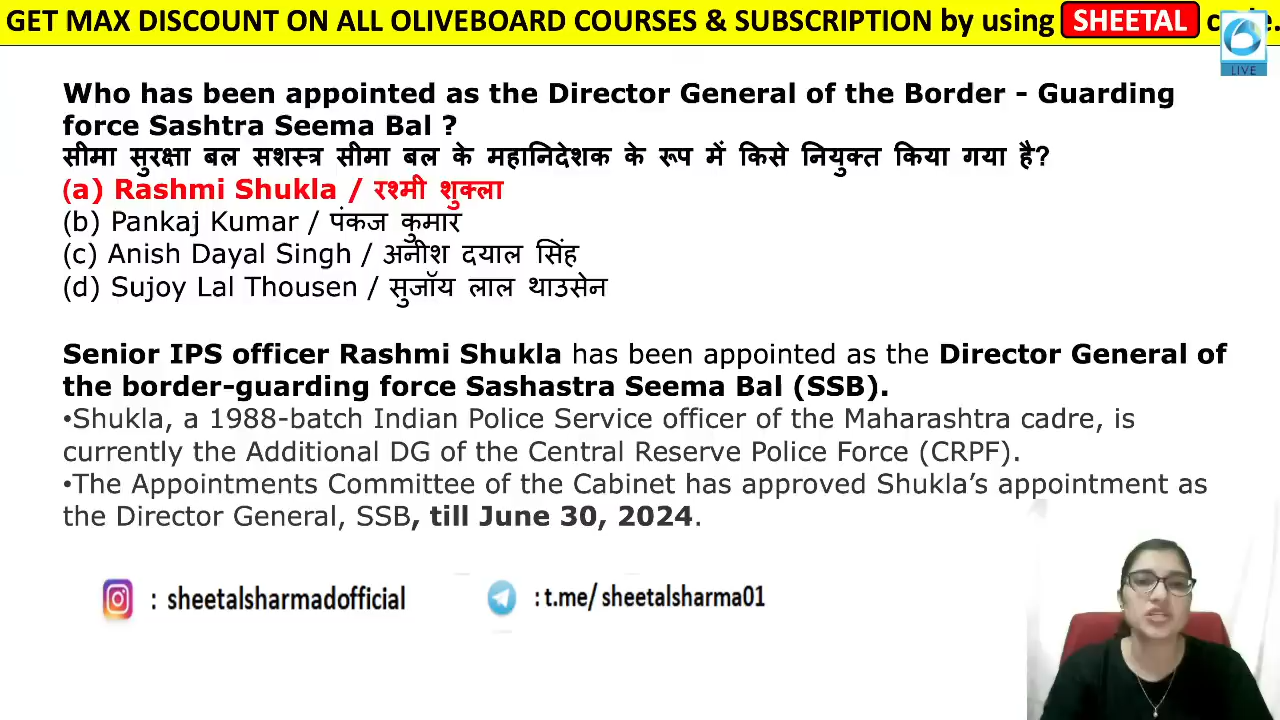 GET MAX DISCOUNT ON ALL OLIVEBOARD COURSES & SUBSCRIPTION by using SHEETAL code.
LIVE
Who has been appointed as the Director General of the Border - Guarding
force Sashtra Seema Bal ?
सीमा सुरक्षा बल सशस्त्र सीमा बल के महानिदेशक के रूप में किसे नियुक्त किया गया है?
(a) Rashmi Shukla / रश्मी शुक्ला
(b) Pankaj Kumar / पंकज कुमार
(c) Anish Dayal Singh / अनीश दयाल सिंह
(d) Sujoy Lal Thousen / सुजॉय लाल थाउसेन
Senior IPS officer Rashmi Shukla has been appointed as the Director General of
the border-guarding force Sashastra Seema Bal (SSB).
•Shukla, a 1988-batch Indian Police Service officer of the Maharashtra cadre, is
currently the Additional DG of the Central Reserve Police Force (CRPF).
•The Appointments Committee of the Cabinet has approved Shukla’s appointment as
the Director General, SSB, till June 30, 2024.
: sheetalsharmadofficial
: t.me/ sheetalsharma01